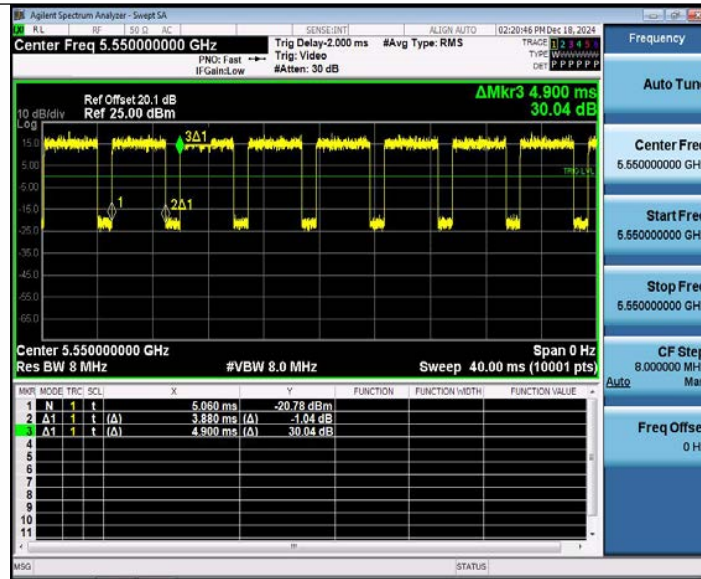 Agilent Spectrum Analyzer - Swept SA
RL RF 50 Ω AC SENSE:INT ALIGN AUTO 02:20:46 PM Dec 18, 2024
Center Freq 5.550000000 GHz
Trig Delay-2.000 ms #Avg Type: RMS
TRACE 1 2 3 4 5 6
PNO: Fast Trig: Video
TYPE
IFGain:Low #Atten: 30 dB
DET P P P P P P
Frequency
Auto Tune
Center Freq
5.550000000 GH
Start Freq
5.550000000 GH
Stop Freq
5.550000000 GH
CF Step
8.000000 MH
Auto Ma
Freq Offse
0 H
ΔMkr3 4.900 ms
30.04 dB
Ref Offset 20.1 dB
10 dB/div Ref 25.00 dBm
Log
15.0
5.00
-5.00
-15.0
-25.0
-35.0
-45.0
-55.0
-65.0
3Δ1
TRIG LVL
1
2Δ1
Center 5.550000000 GHz Span 0 Hz
Res BW 8 MHz #VBW 8.0 MHz Sweep 40.00 ms (10001 pts)
MKR MODE TRC SCL X Y FUNCTION FUNCTION WIDTH FUNCTION VALUE
1 N 1 t 5.060 ms -20.78 dBm
2 Δ1 1 t (Δ) 3.880 ms (Δ) -1.04 dB
3 Δ1 1 t (Δ) 4.900 ms (Δ) 30.04 dB
4
5
6
7
8
9
10
11
MSG STATUS